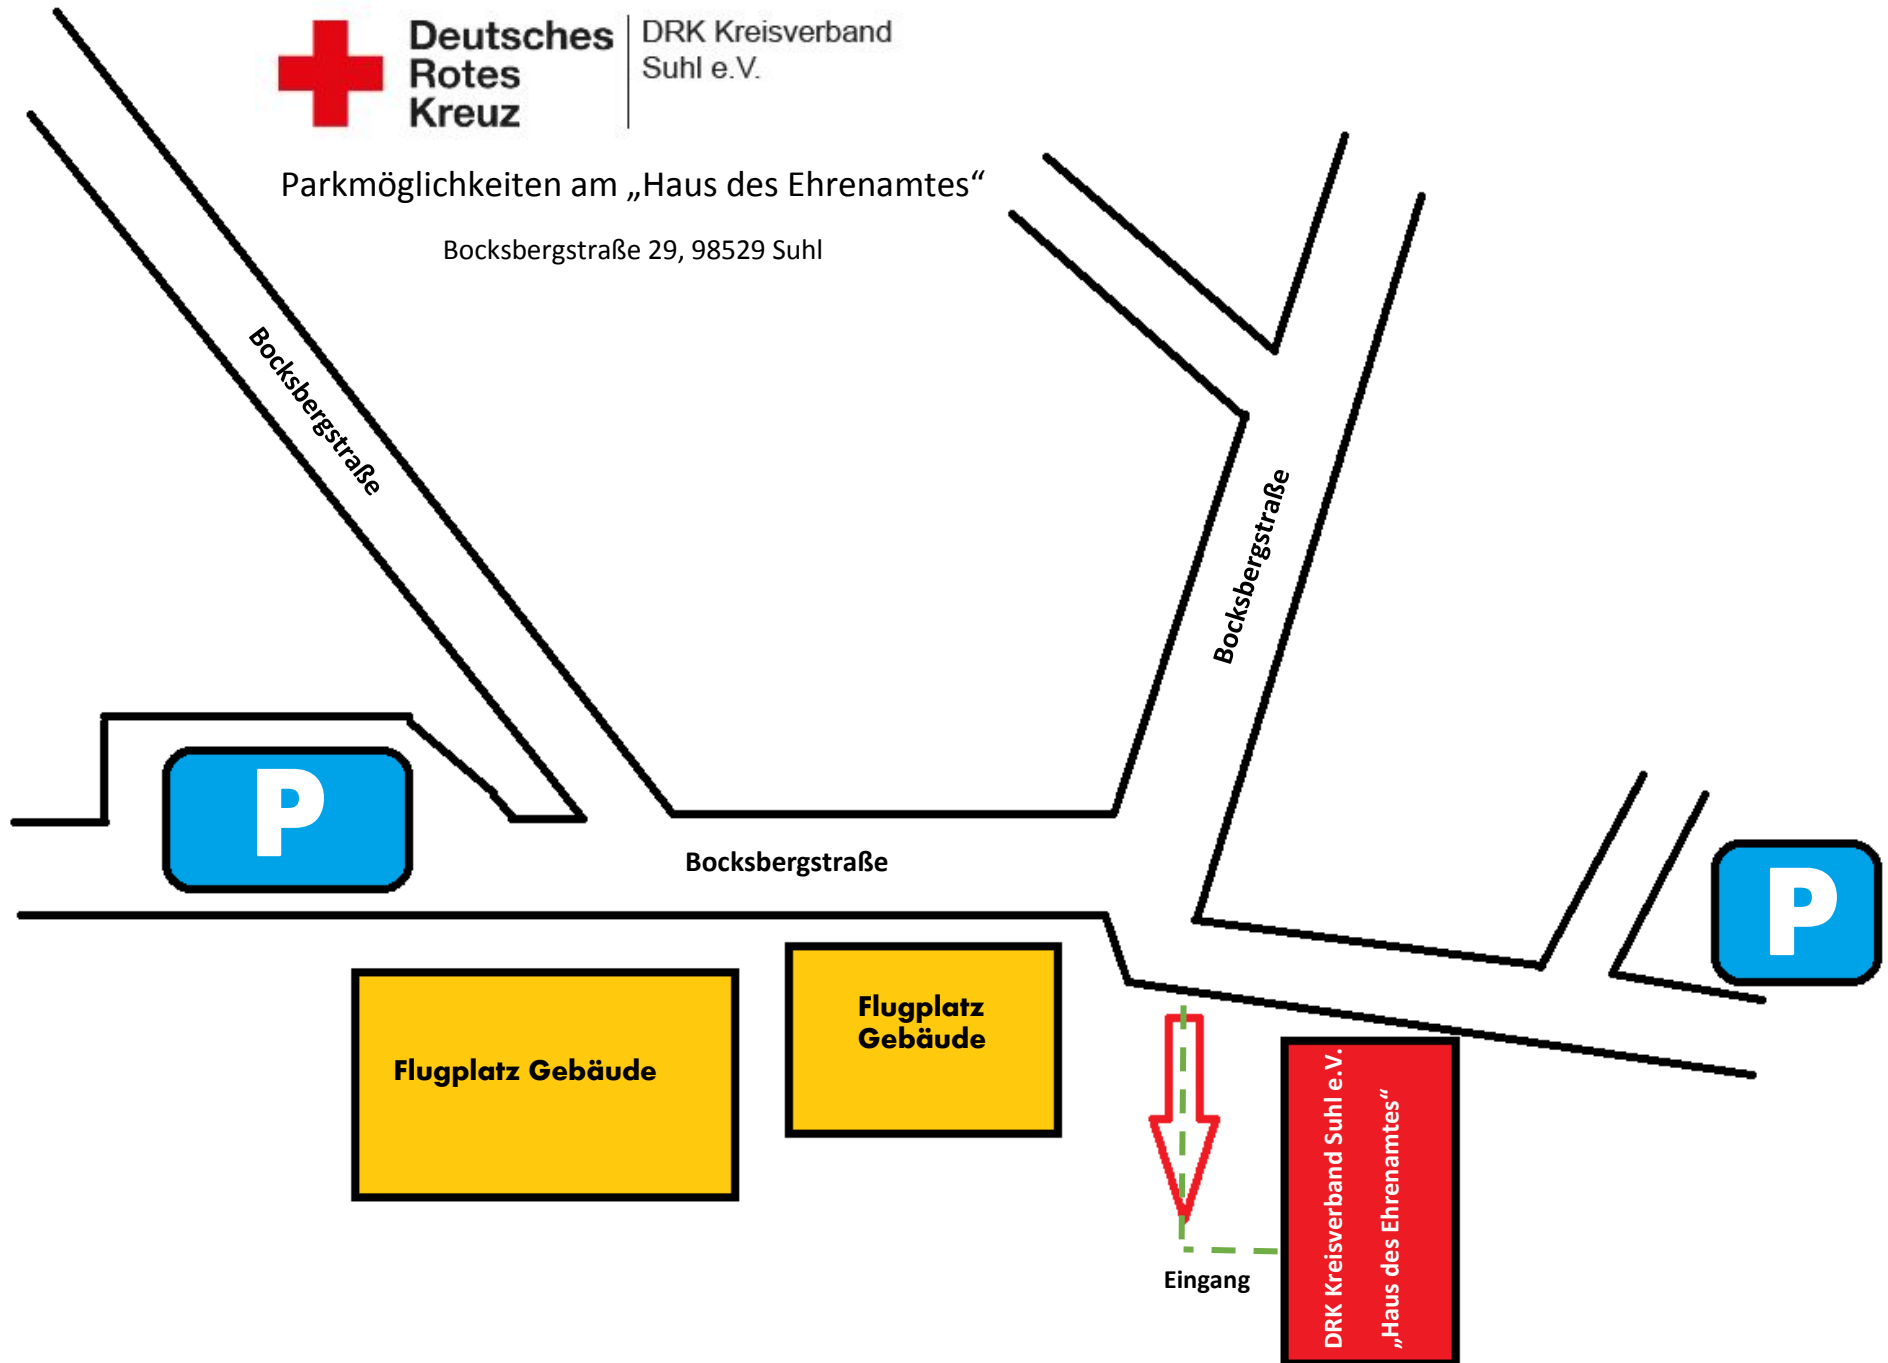 Deutsches
Rotes
Kreuz
DRK Kreisverband
Suhl e.V.
Parkmöglichkeiten am „Haus des Ehrenamtes“
Bocksbergstraße 29, 98529 Suhl
Bocksbergstraße
Bocksbergstraße
P
Bocksbergstraße
P
Flugplatz Gebäude
Flugplatz
Gebäude
Eingang
DRK Kreisverband Suhl e.V.
„Haus des Ehrenamtes“